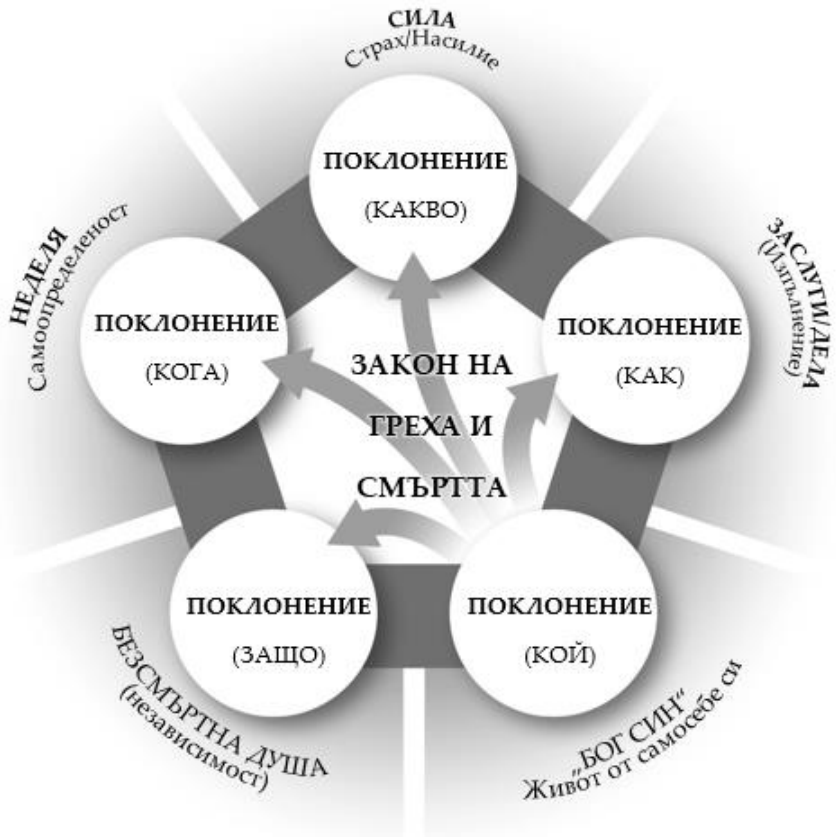 СИЛА
Страх/Насилие
ПОКЛОНЕНИЕ
(КАКВО)
НЕДЕЛЯ
Самоопределеност
ПОКЛОНЕНИЕ
(КОГА)
ЗАСЛУГИ/ДЕЛА
(Изпълнение)
ПОКЛОНЕНИЕ
(КАК)
ЗАКОН НА
ГРЕХА И
СМЪРТТА
ПОКЛОНЕНИЕ
(ЗАЩО)
БЕЗСМЪРТНА ДУША
(независимост)
ПОКЛОНЕНИЕ
(КОЙ)
„БОГ СИН“
Живот от самосебе си